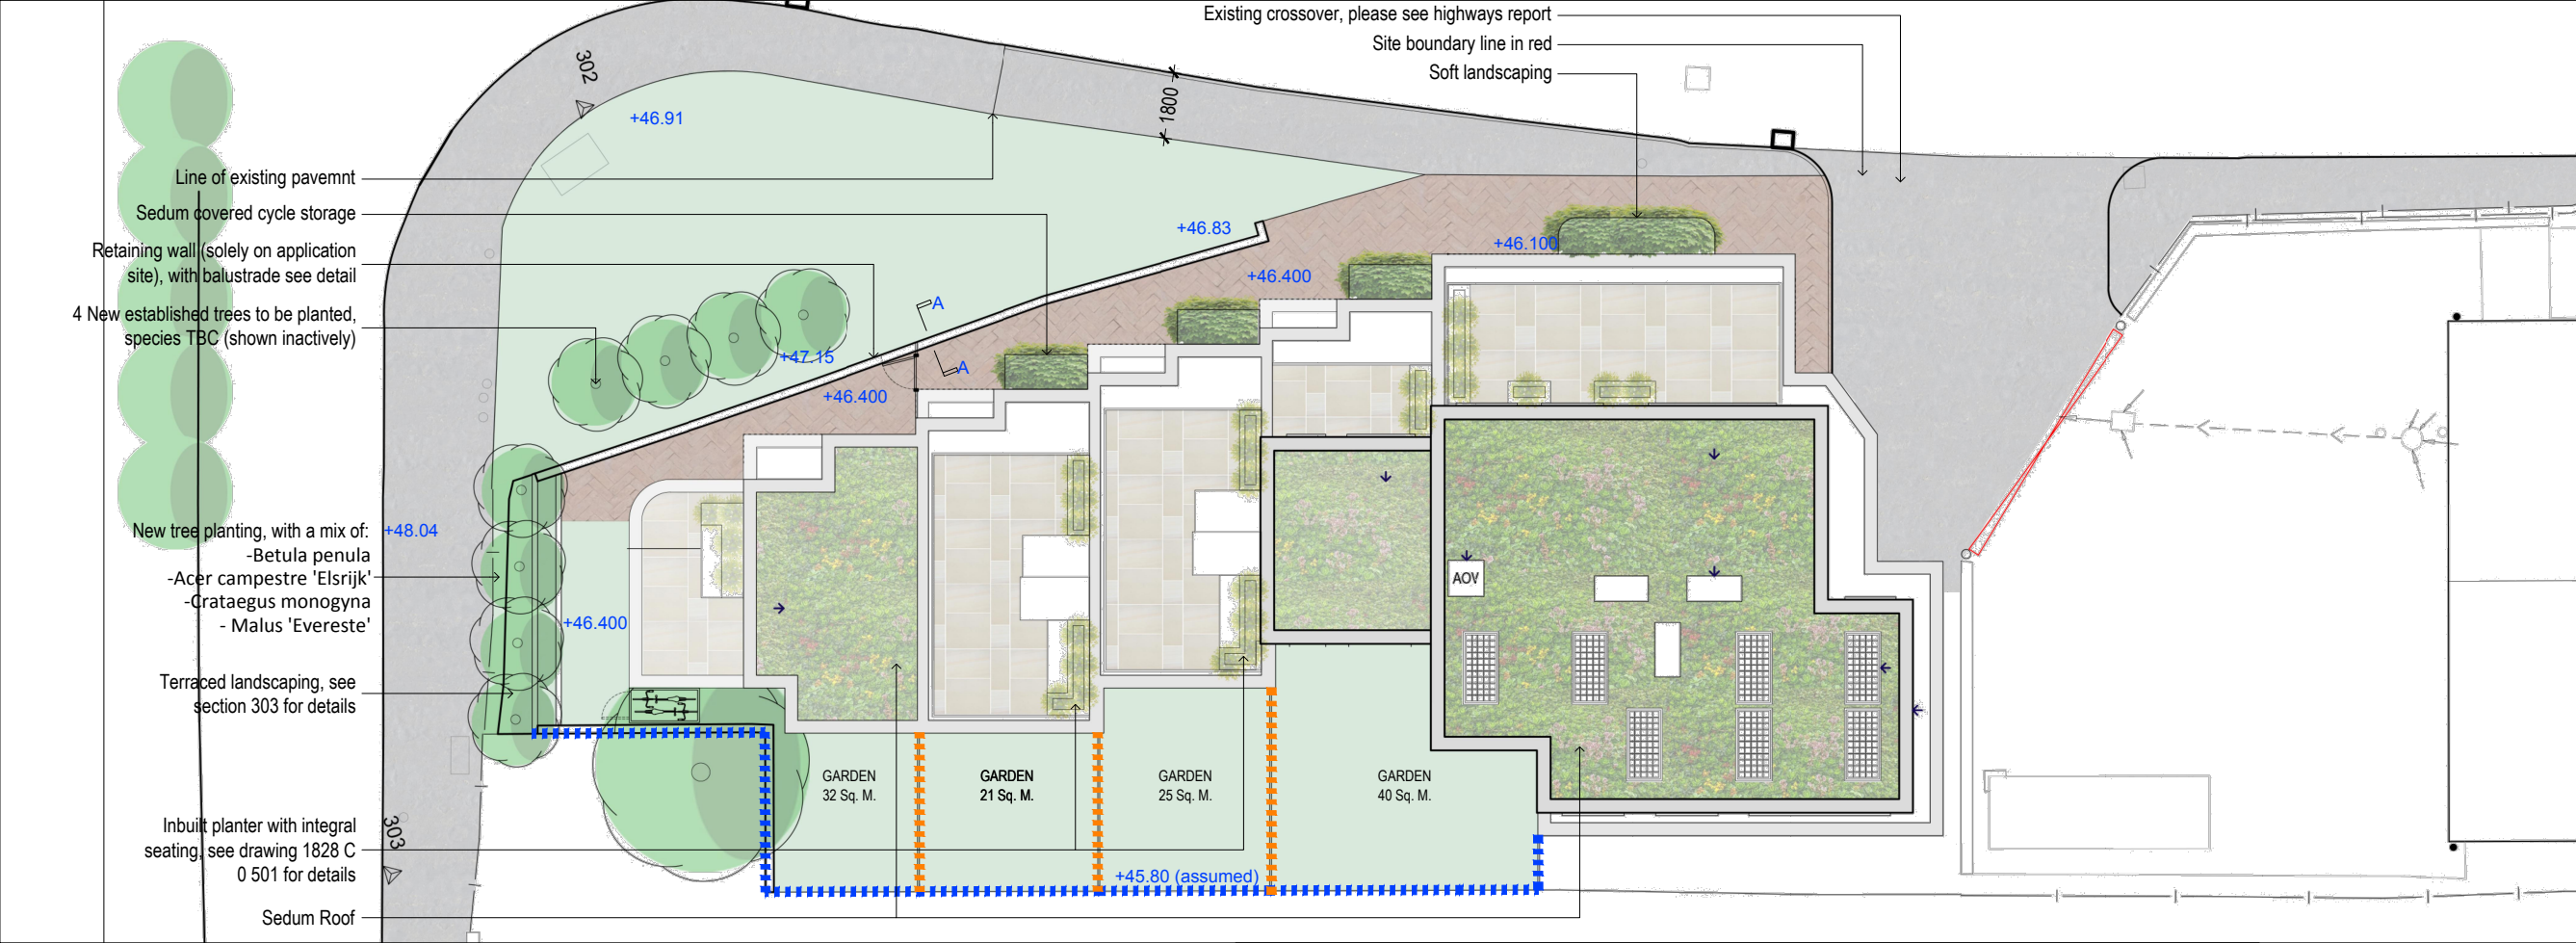 Existing crossover, please see highways report
Site boundary line in red
Soft landscaping
302
1800
+46.91
Line of existing pavemnt
Sedum covered cycle storage
Retaining wall (solely on application
site), with balustrade see detail
4 New established trees to be planted,
species TBC (shown inactively)
+46.83
+46.100
+46.400
A
A
+47.15
+46.400
New tree planting, with a mix of:
-Betula penula
-Acer campestre 'Elsrijk'
-Crataegus monogyna
- Malus 'Evereste'
+48.04
+46.400
AOV
Terraced landscaping, see
section 303 for details
GARDEN
32 Sq. M.
GARDEN
21 Sq. M.
GARDEN
25 Sq. M.
GARDEN
40 Sq. M.
Inbuilt planter with integral
seating, see drawing 1828 C
0 501 for details
303
+45.80 (assumed)
Sedum Roof